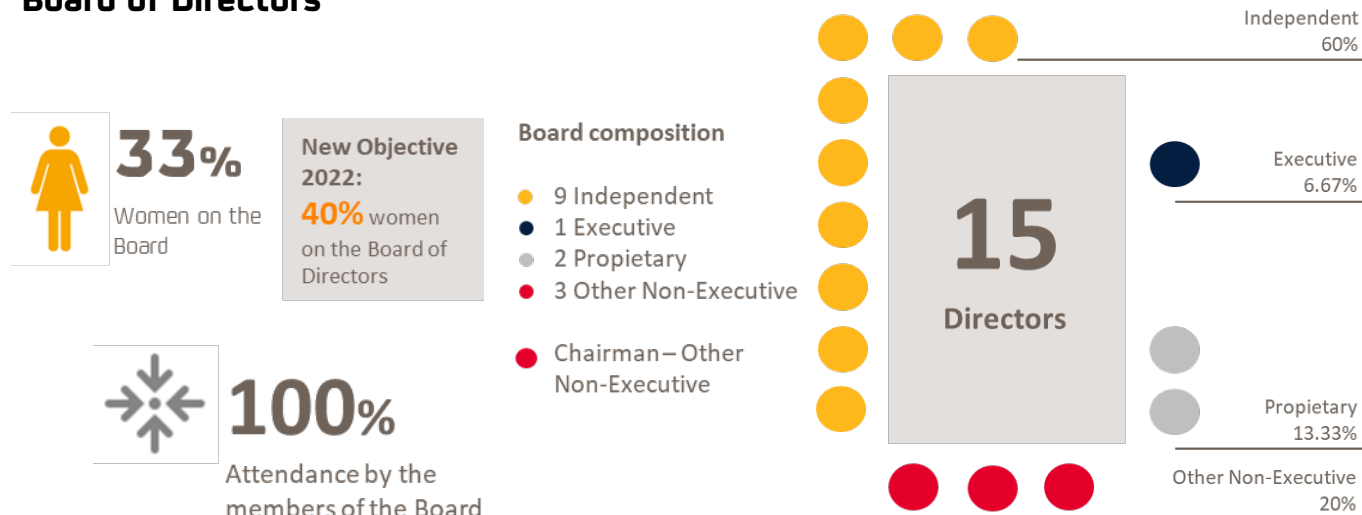 Board of Directors
33%
Women on the
Board
New Objective
2022:
40% women
on the Board of
Directors
100%
Attendance by the
members of the Board
Board composition
9 Independent
1 Executive
2 Propietary
3 Other Non-Executive
Chairman – Other
Non-Executive
15
Directors
Independent
60%
Executive
6.67%
Propietary
13.33%
Other Non-Executive
20%